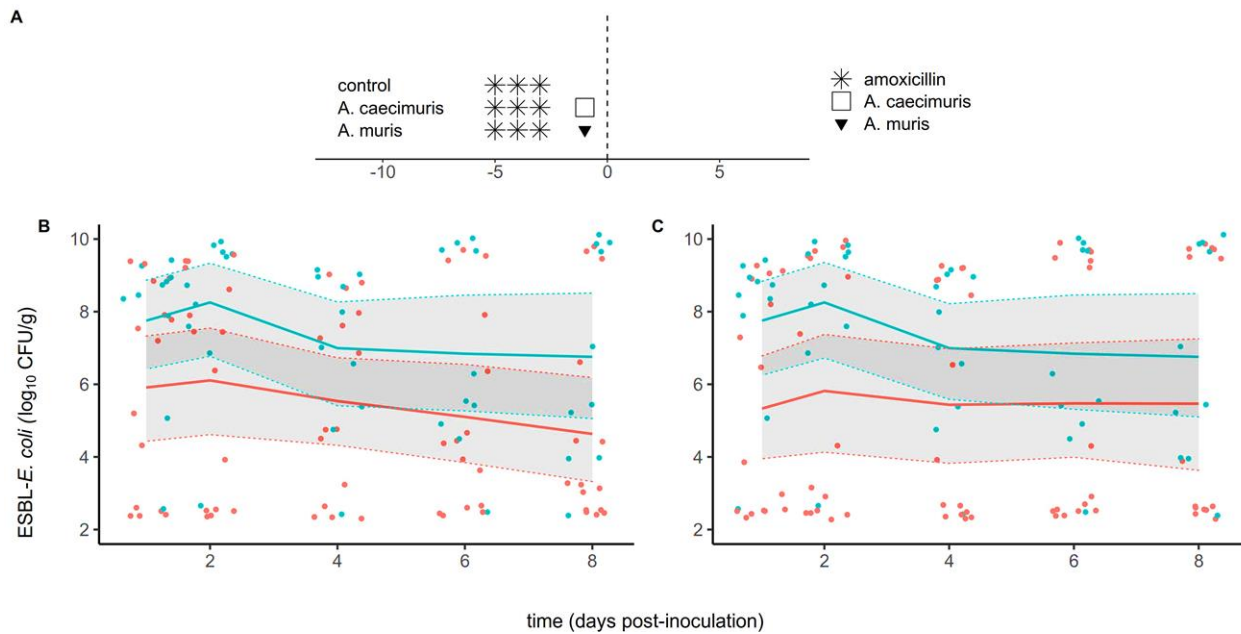 A
control
A. caecimuris
A. muris
amoxicillin
A. caecimuris
A. muris
-10 -5 0 5
B
C
ESBL-E. coli (log10 CFU/g)
10
8
6
4
2
2 4 6 8
10
8
6
4
2
2 4 6 8
time (days post-inoculation)